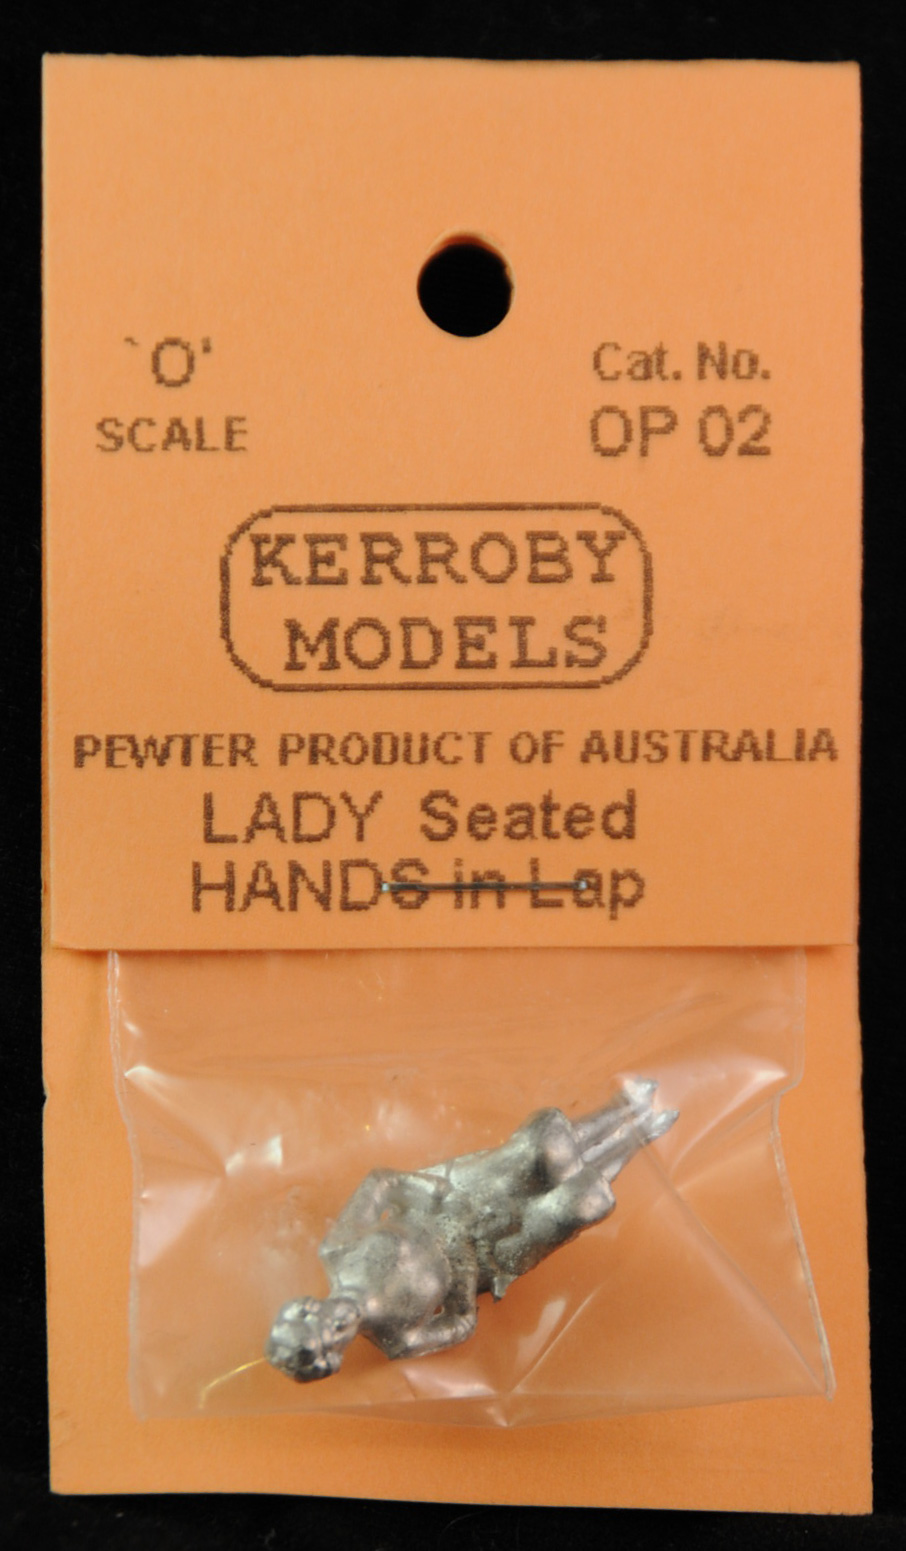 `O'
SCALE
Cat. No.
OP 02
KERROBY
MODELS
PEWTER PRODUCT OF AUSTRALIA
LADY Seated
HANDS in Lap